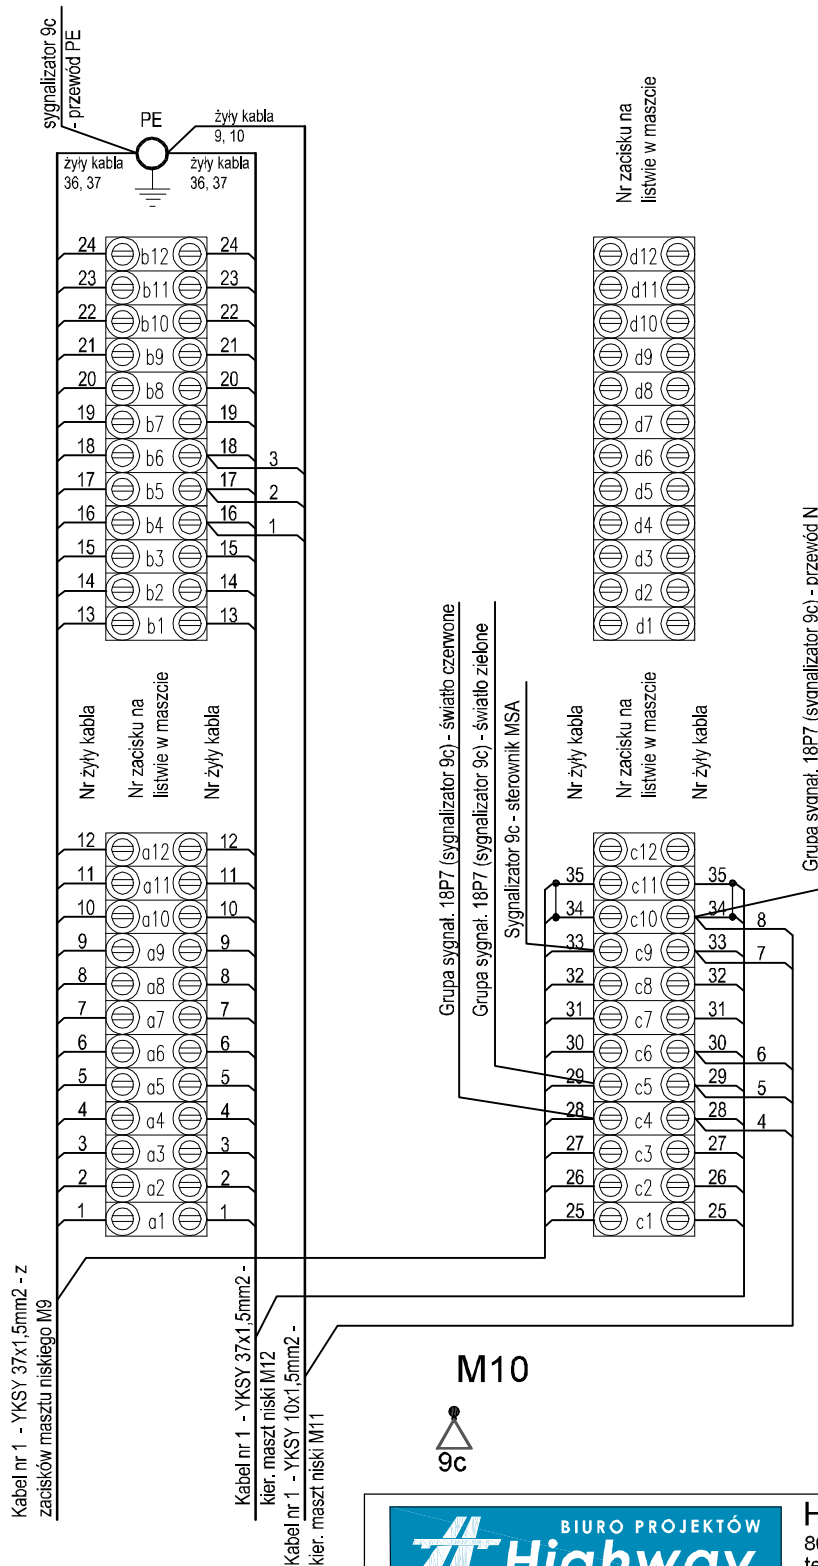 sygnalizator 9c
- przewód PE
PE
żyły kabla
9, 10
żyły kabla
36, 37
żyły kabla
36, 37
24 b12 24
23 b11 23
22 b10 22
21 b9 21
20 b8 20
19 b7 19
18 b6 18 3
17 b5 17 2
16 b4 16 1
15 b3 15
14 b2 14
13 b1 13
Nr żyły kabla
Nr zacisku na
listwie w maszcie
Nr żyły kabla
12 a12 12
11 a11 11
10 a10 10
9 a9 9
8 a8 8
7 a7 7
6 a6 6
5 a5 5
4 a4 4
3 a3 3
2 a2 2
1 a1 1
Kabel nr 1 - YKSY 37x1,5mm2 - z
zacisków masztu niskiego M9
Kabel nr 1 - YKSY 37x1,5mm2 -
kier. maszt niski M12
Kabel nr 1 - YKSY 10x1,5mm2 -
kier. maszt niski M11
Nr zacisku na
listwie w maszcie
d12
d11
d10
d9
d8
d7
d6
d5
d4
d3
d2
d1
Grupa sygnał. 18P7 (sygnalizator 9c) - światło czerwone
Grupa sygnał. 18P7 (sygnalizator 9c) - światło zielone
Sygnalizator 9c - sterownik MSA
Nr żyły kabla
Nr zacisku na
listwie w maszcie
Nr żyły kabla
Grupa sygnał. 18P7 (sygnalizator 9c) - przewód N
c12
35 c11 35
34 c10 34 8
33 c9 33 7
32 c8 32
31 c7 31
30 c6 30 6
29 c5 29 5
28 c4 28 4
27 c3 27
26 c2 26
25 c1 25
M10
9c
BIURO PROJEKTÓW
Highway
H